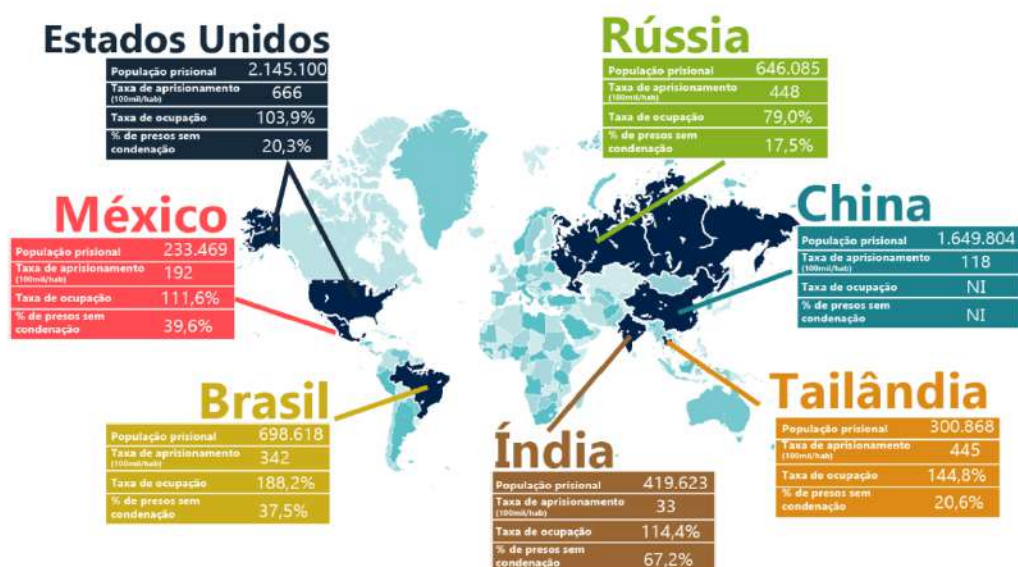 Estados Unidos
População prisional 2.145.100
Taxa de aprisionamento
(100mil/hab) 666
Taxa de ocupação 103,9%
% de presos sem
condenação 20,3%
Rússia
População prisional 646.085
Taxa de aprisionamento
(100mil/hab) 448
Taxa de ocupação 79,0%
% de presos sem
condenação 17,5%
México
População prisional 233.469
Taxa de aprisionamento
(100mil/hab) 192
Taxa de ocupação 111,6%
% de presos sem
condenação 39,6%
China
População prisional 1.649.804
Taxa de aprisionamento
(100mil/hab) 118
Taxa de ocupação NI
% de presos sem
condenação NI
Brasil
População prisional 698.618
Taxa de aprisionamento
(100mil/hab) 342
Taxa de ocupação 188,2%
% de presos sem
condenação 37,5%
Índia
População prisional 419.623
Taxa de aprisionamento
(100mil/hab) 33
Taxa de ocupação 114,4%
% de presos sem
condenação 67,2%
Tailândia
População prisional 300.868
Taxa de aprisionamento
(100mil/hab) 445
Taxa de ocupação 144,8%
% de presos sem
condenação 20,6%